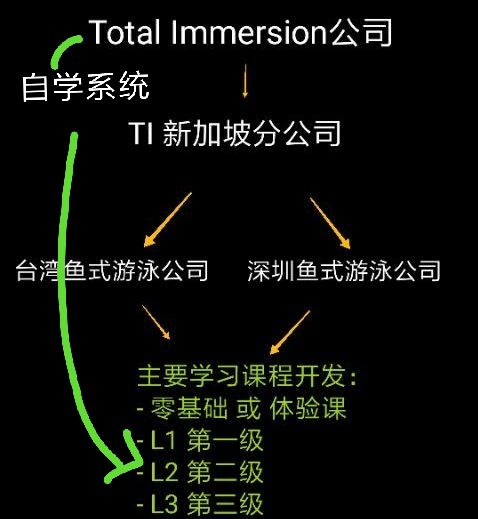 Total Immersion公司
自学系统
TI 新加坡分公司
台湾鱼式游泳公司
深圳鱼式游泳公司
主要学习课程开发：
- 零基础 或 体验课
- L1 第一级
- L2 第二级
- L3 第三级